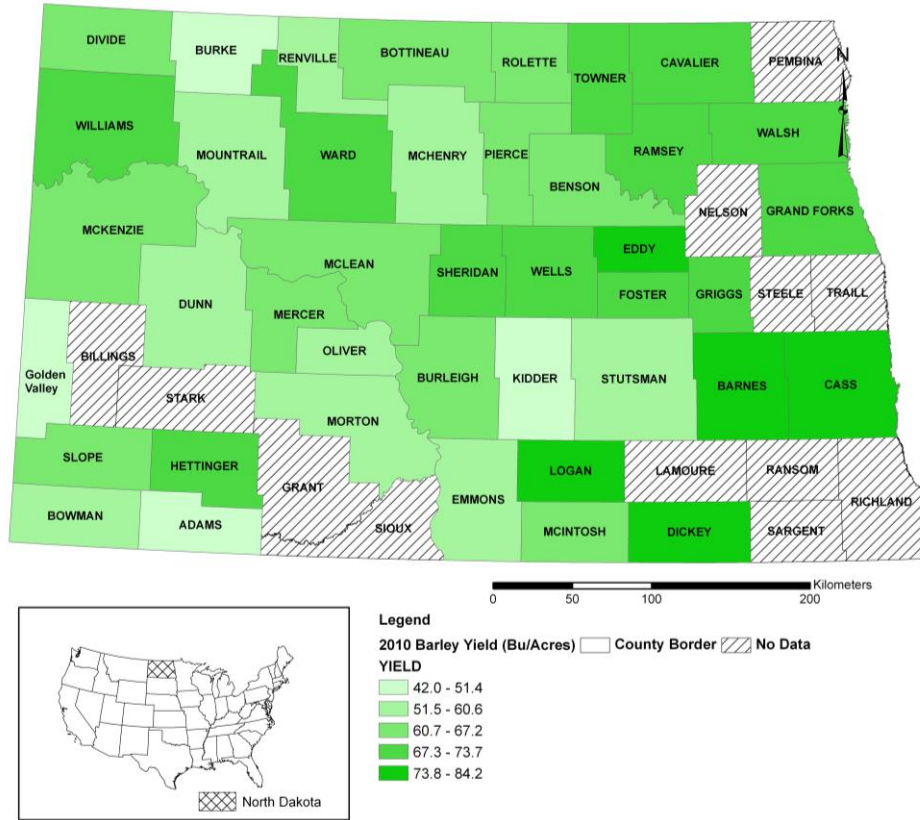 DIVIDE
BURKE
RENVILLE
BOTTINEAU
ROLETTE
TOWNER
CAVALIER
PEMBINA
N
WILLIAMS
MOUNTRAIL
WARD
MCHENRY
PIERCE
BENSON
RAMSEY
WALSH
NELSON
GRAND FORKS
MCKENZIE
DUNN
MCLEAN
MERCER
OLIVER
SHERIDAN
WELLS
EDDY
FOSTER
GRIGGS
STEELE
TRAILL
Golden
Valley
BILLINGS
STARK
MORTON
BURLEIGH
KIDDER
STUTSMAN
BARNES
CASS
SLOPE
HETTINGER
GRANT
SIOUX
EMMONS
LOGAN
LAMOURE
RANSOM
RICHLAND
BOWMAN
ADAMS
MCINTOSH
DICKEY
SARGENT
Kilometers
0 50 100 200
Legend
2010 Barley Yield (Bu/Acres) County Border No Data
YIELD
42.0 - 51.4
51.5 - 60.6
60.7 - 67.2
67.3 - 73.7
73.8 - 84.2
North Dakota